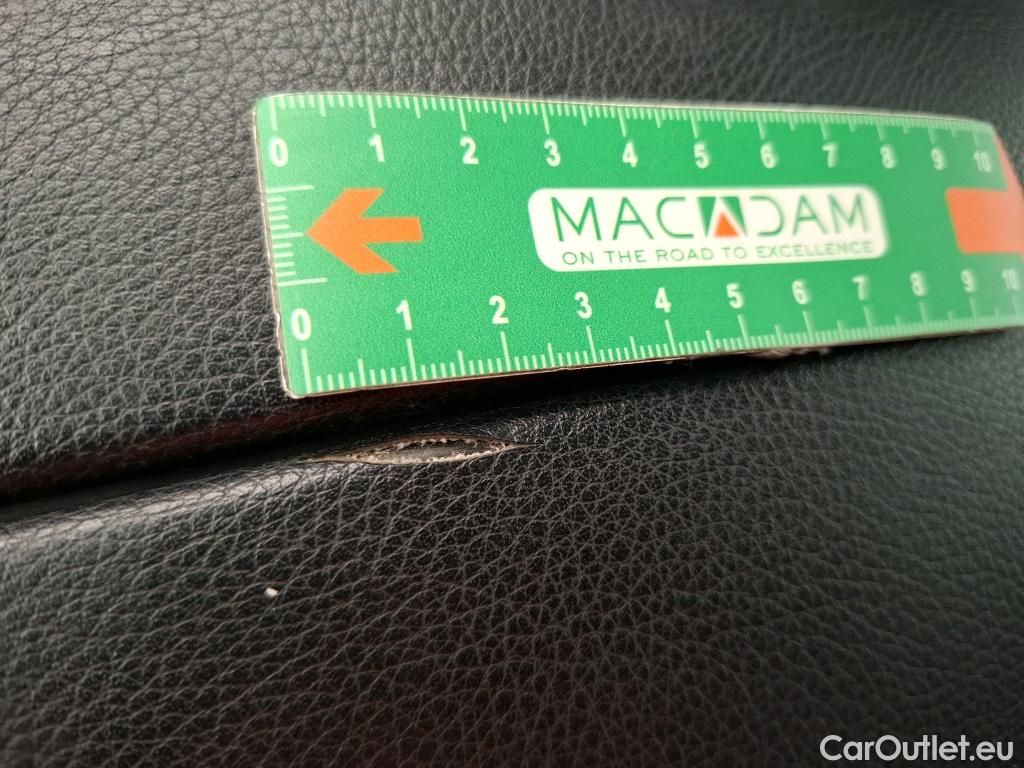 0 1 2 3 4 5 6 7 8 9 10
MACADAM
ON THE ROAD TO EXCELLENCE
0 1 2 3 4 5 6 7 8 9 10
CarOutlet.eu